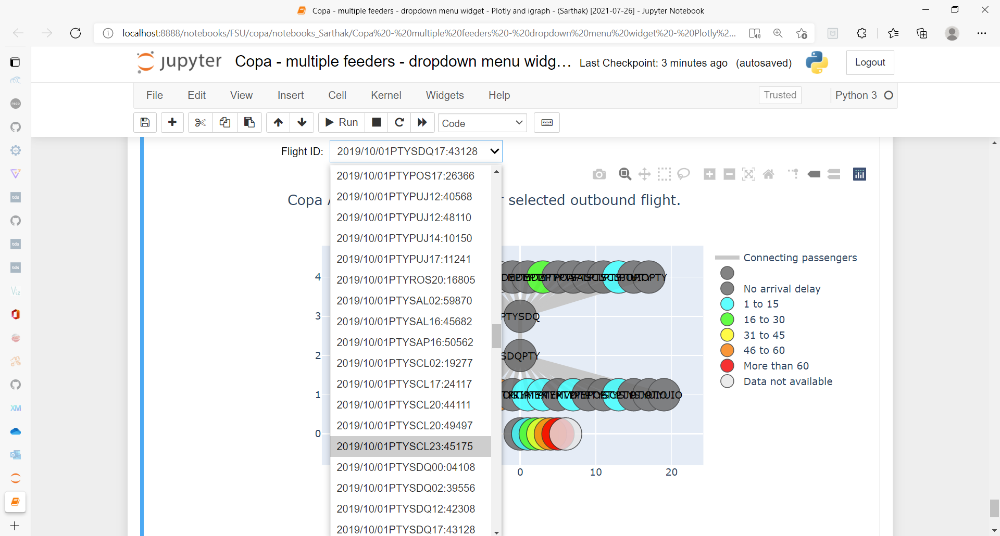 Copa - multiple feeders - dropdown menu widget - Plotly and igraph - (Sarthak) [2021-07-26] - Jupyter Notebook
localhost:8888/notebooks/FSU/copa/notebooks_Sarthak/Copa%20-%20multiple%20feeders%20-%20dropdown%20menu%20widget%20-%20Plotly%2...
jupyter Copa - multiple feeders - dropdown menu widg... Last Checkpoint: 3 minutes ago (autosaved) Logout
File Edit View Insert Cell Kernel Widgets Help Trusted Python 3
Run Code
Flight ID: 2019/10/01PTYSDQ17:43128
2019/10/01PTYPOS17:26366
2019/10/01PTYPUJ12:40568
2019/10/01PTYPUJ12:48110
2019/10/01PTYPUJ14:10150
2019/10/01PTYPUJ17:11241
2019/10/01PTYROS20:16805
2019/10/01PTYSAL02:59870
2019/10/01PTYSAL16:45682
2019/10/01PTYSAP16:50562
2019/10/01PTYSCL02:19277
2019/10/01PTYSCL17:24117
2019/10/01PTYSCL20:44111
2019/10/01PTYSCL20:49497
2019/10/01PTYSCL23:45175
2019/10/01PTYSDQ00:04108
2019/10/01PTYSDQ02:39556
2019/10/01PTYSDQ12:42308
2019/10/01PTYSDQ17:43128
Copa
selected outbound flight.
4
3
2
1
0
PTYSDQ
SDQPTY
0 10 20
Connecting passengers
No arrival delay
1 to 15
16 to 30
31 to 45
46 to 60
More than 60
Data not available
reco
tds
tds
tds
Viz
XM